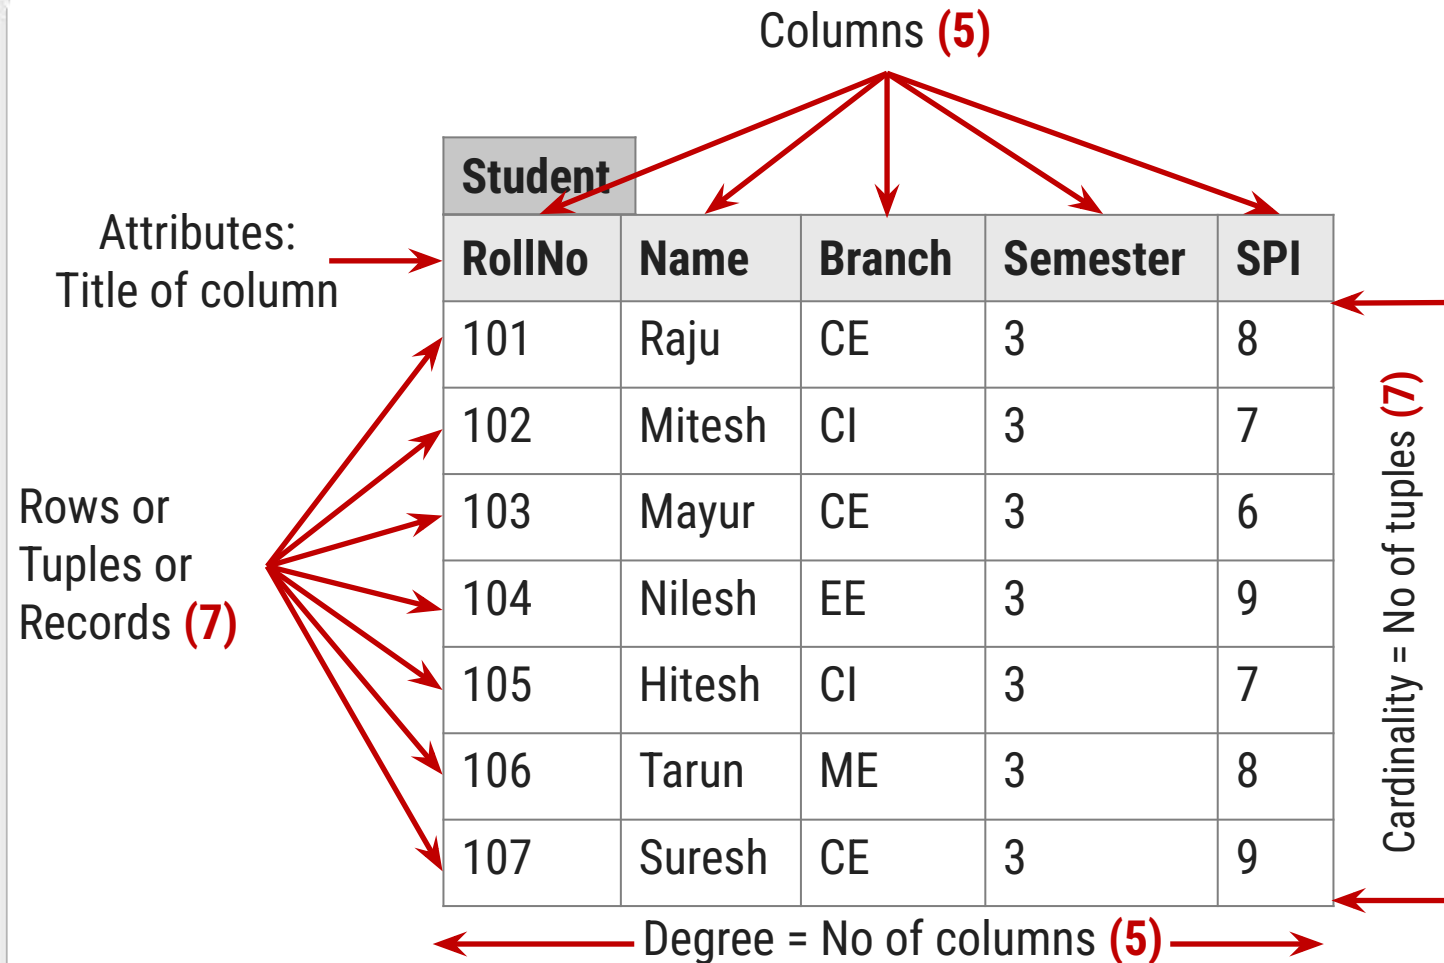 Columns (5)
Student
Attributes:
Title of column
RollNo Name Branch Semester SPI
101 Raju CE 3 8
102 Mitesh CI 3 7
103 Mayur CE 3 6
104 Nilesh EE 3 9
105 Hitesh CI 3 7
106 Tarun ME 3 8
107 Suresh CE 3 9
Rows or
Tuples or
Records (7)
Cardinality = No of tuples (7)
Degree = No of columns (5)